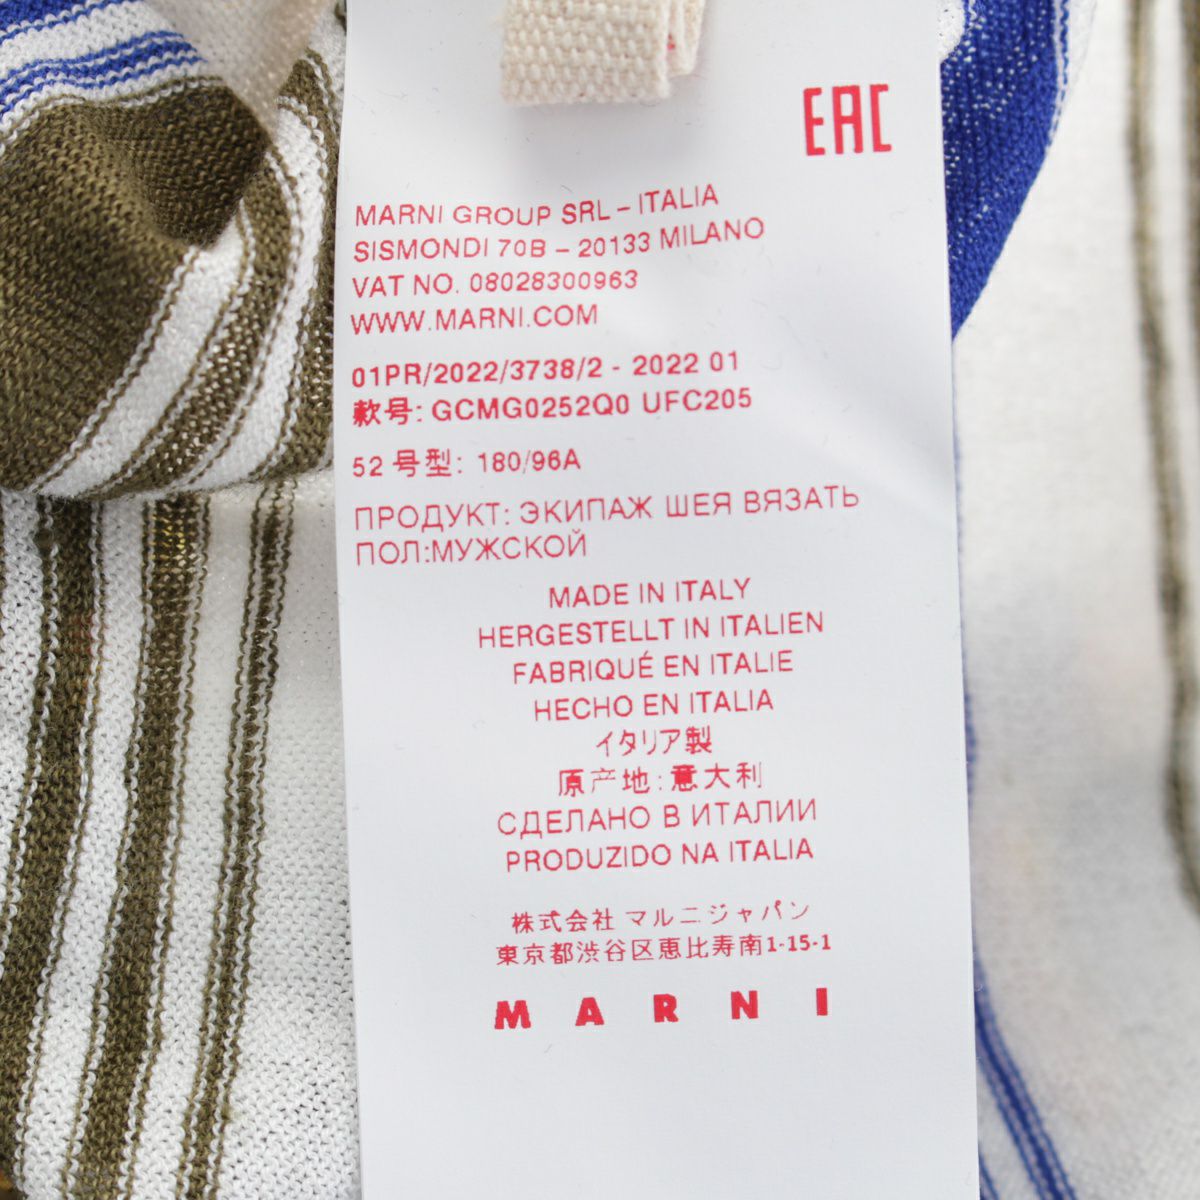 EAC
MARNI GROUP SRL – ITALIA
SISMONDI 70B – 20133 MILANO
VAT NO. 08028300963
WWW.MARNI.COM
01PR/2022/3738/2 - 2022 01
款号: GCMG0252Q0 UFC205
52 号型: 180/96A
ПРОДУКТ: ЭКИПАЖ ШЕЯ ВЯЗАТЬ
ПОЛ:МУЖСКОЙ
MADE IN ITALY
HERGESTELLT IN ITALIEN
FABRIQUÉ EN ITALIE
HECHO EN ITALIA
イタリア製
原产地: 意大利
СДЕЛАНО В ИТАЛИИ
PRODUZIDO NA ITALIA
株式会社 マルニジャパン
東京都渋谷区恵比寿南1-15-1
MARNI